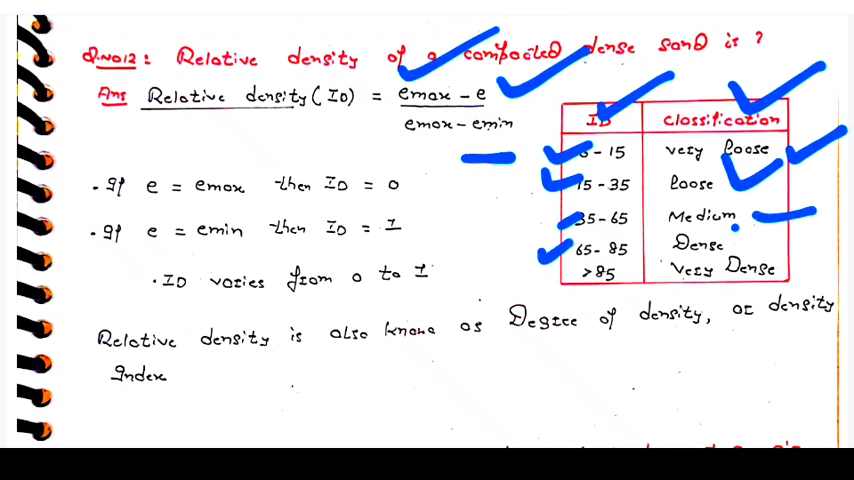 Q.NO12: Relative density of a compacted dense sand is?
Ans Relative density (ID) = emax - e
emax - emin
ID classification
15 very loose
15 - 35 loose
35 - 65 Medium
65 - 85 Dense
>85 very Dense
. If e = emax then ID = 0
. If e = emin then ID = 1
. ID varies from 0 to 1
Relative density is also known as Degree of density, or density
Index